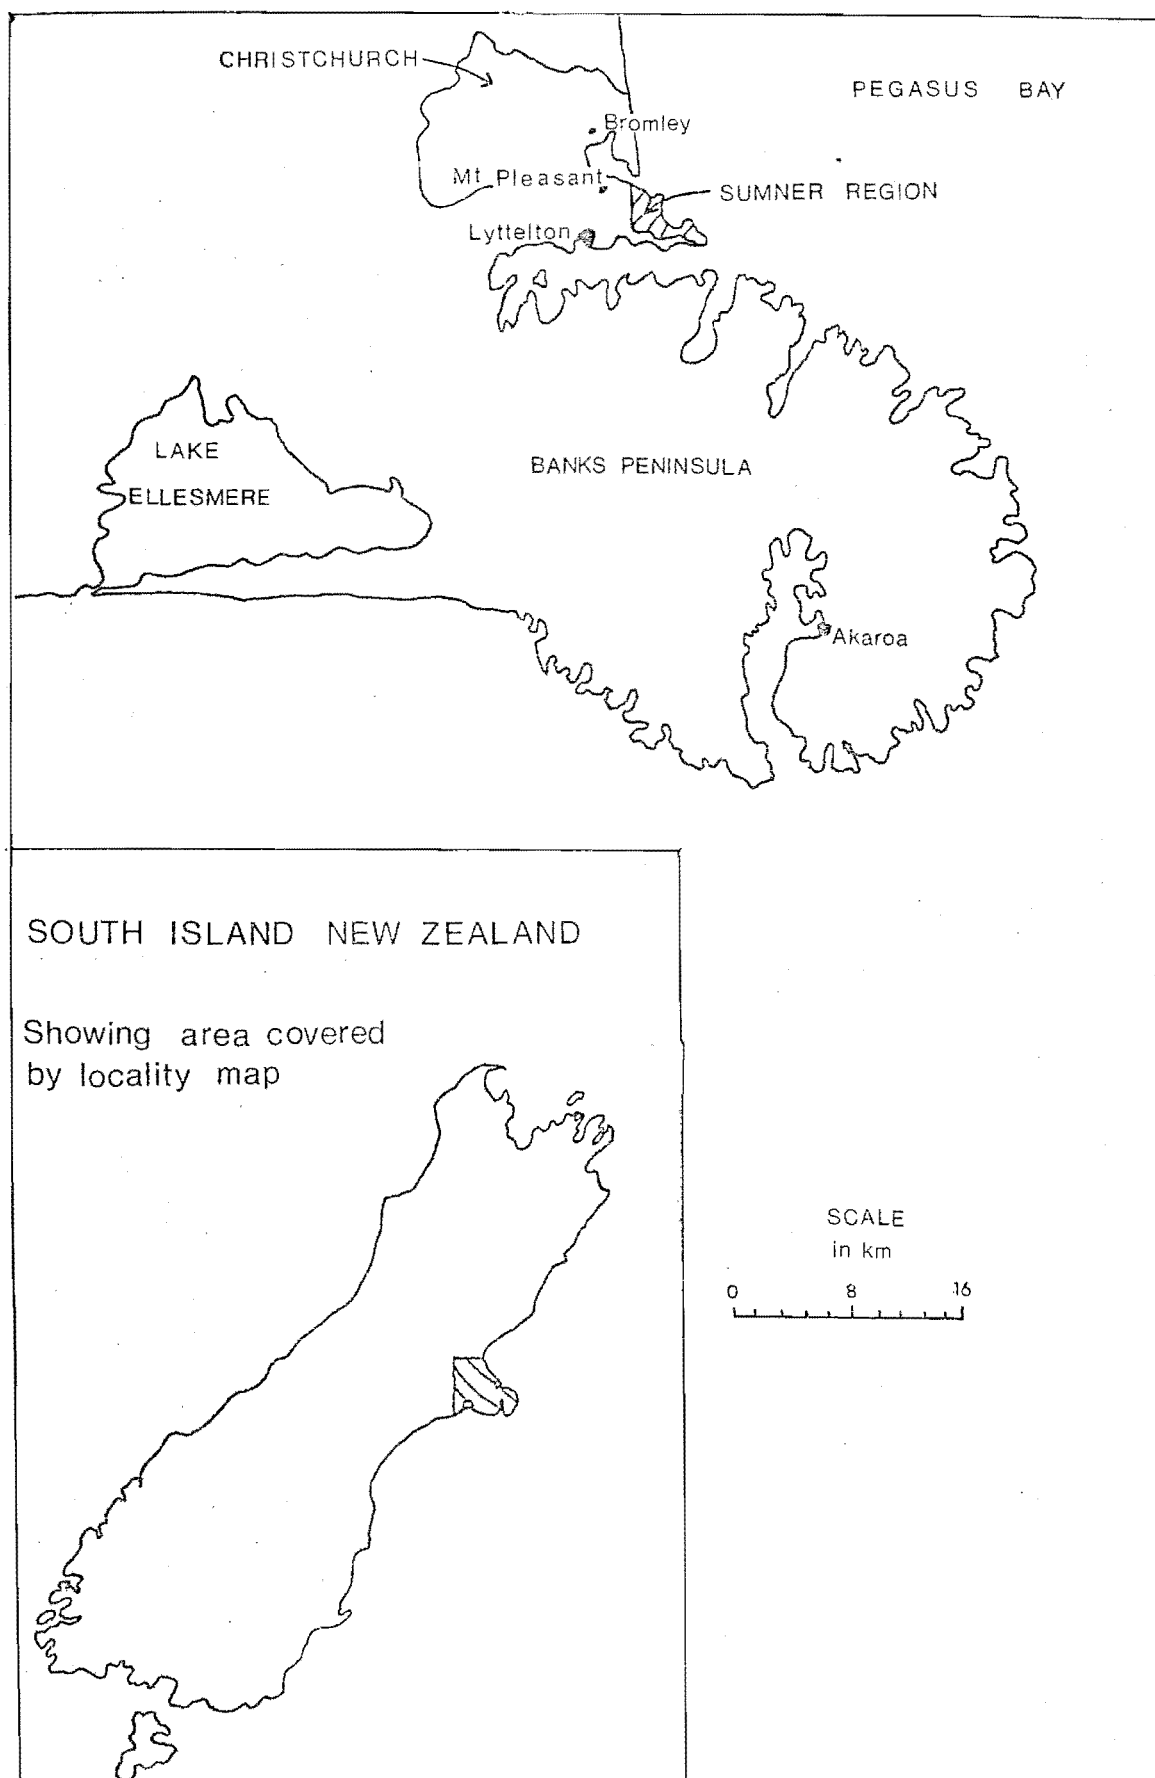 CHRISTCHURCH
PEGASUS BAY
Bromley
Mt Pleasant
SUMNER REGION
Lyttelton
LAKE
ELLESMERE
BANKS PENINSULA
Akaroa
SOUTH ISLAND NEW ZEALAND
Showing area covered
by locality map
SCALE
in km
0 8 16